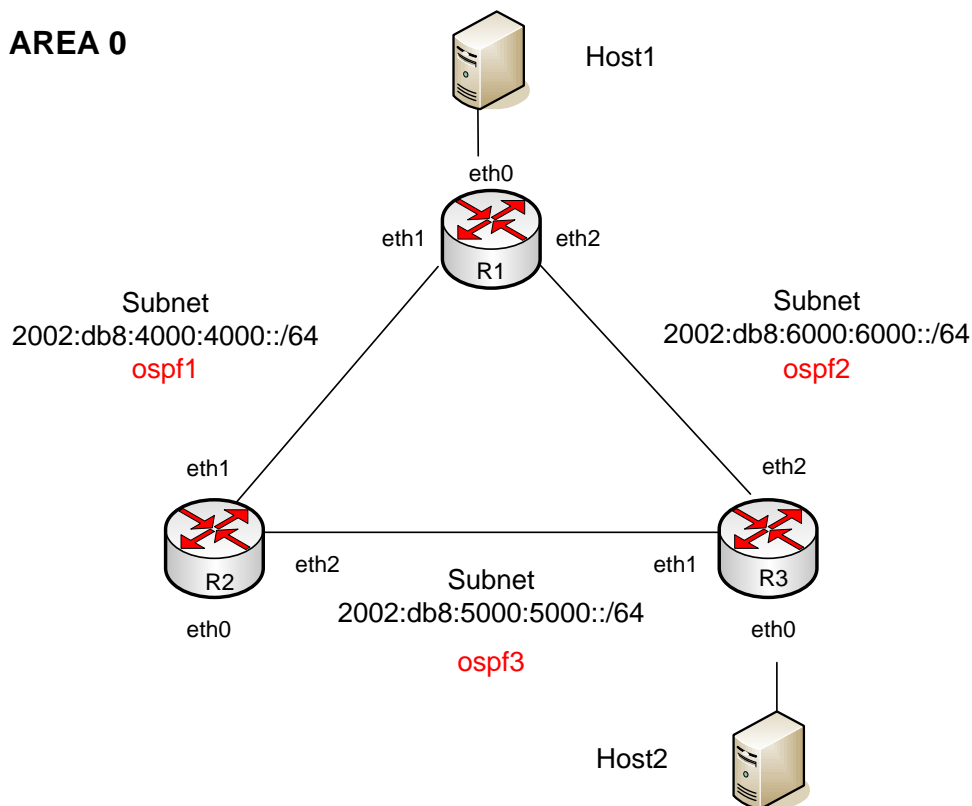 AREA 0
Host1
eth0
eth1
eth2
R1
Subnet
2002:db8:4000:4000::/64
ospf1
Subnet
2002:db8:6000:6000::/64
ospf2
eth1
eth2
R2
eth2
eth1
R3
Subnet
2002:db8:5000:5000::/64
ospf3
eth0
eth0
Host2